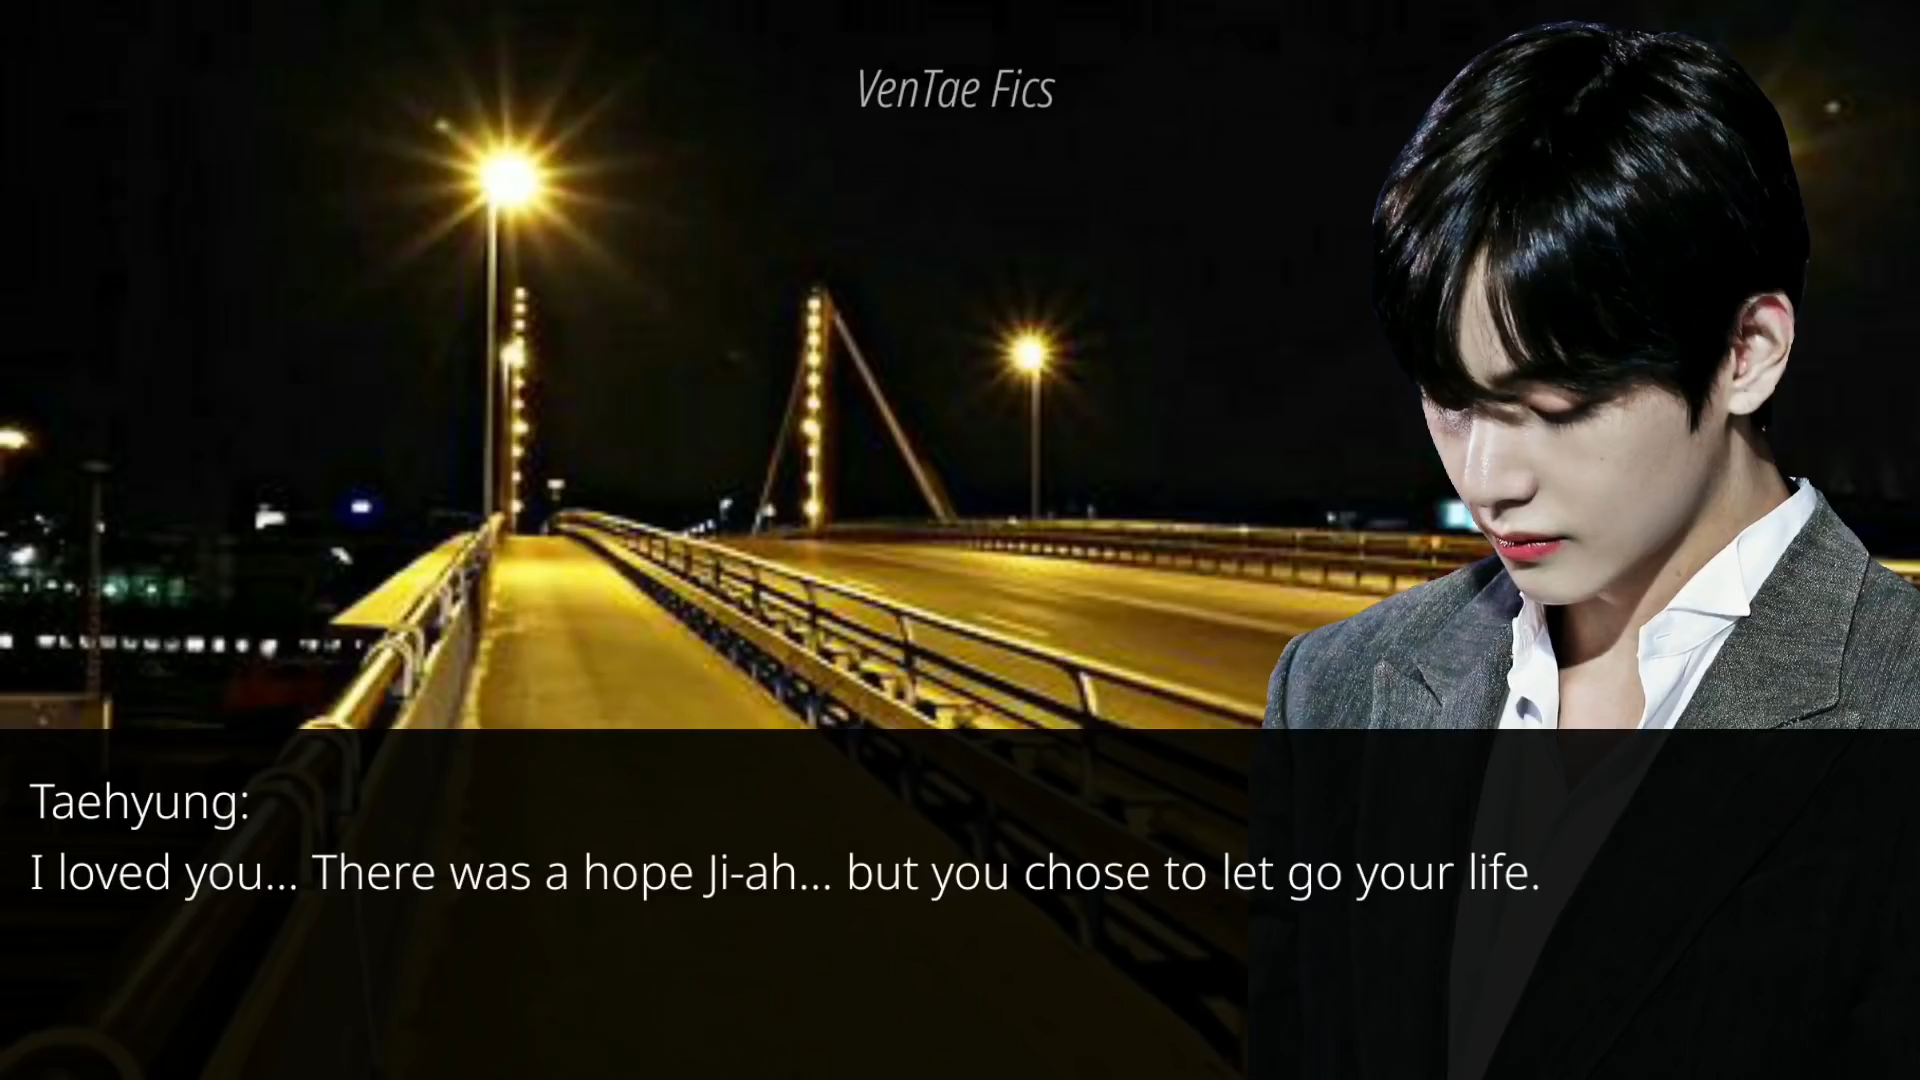 VenTae Fics
Taehyung:
I loved you... There was a hope Ji-ah... but you chose to let go your life.